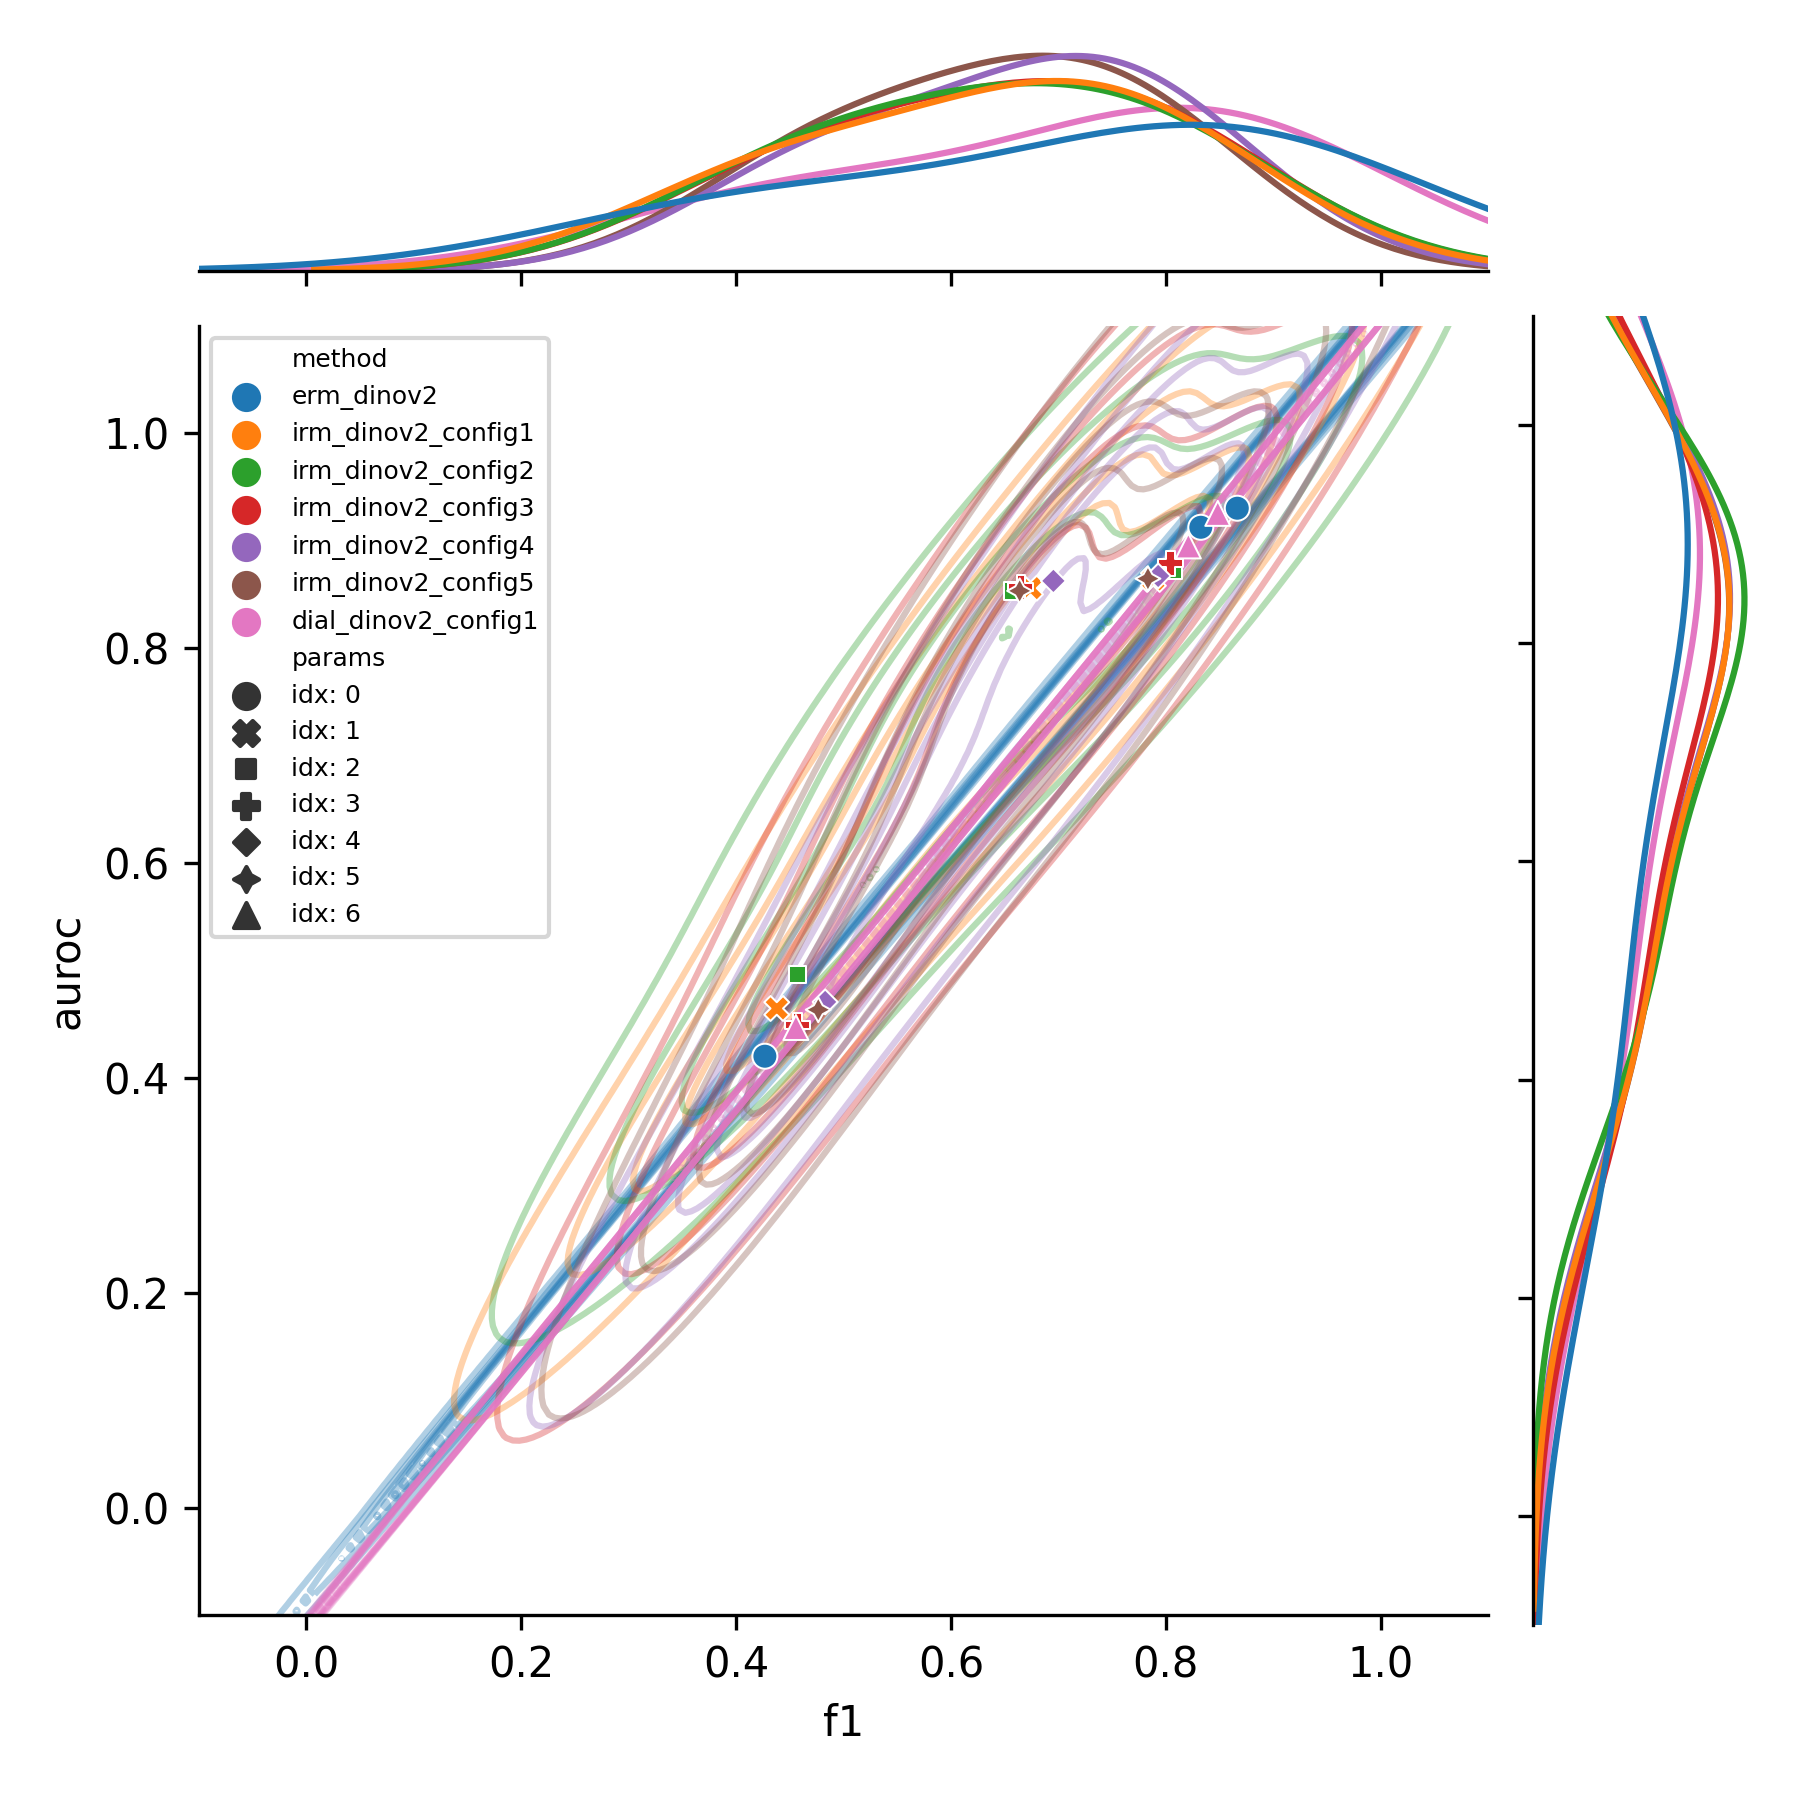 method
erm_dinov2
irm_dinov2_config1
irm_dinov2_config2
irm_dinov2_config3
irm_dinov2_config4
irm_dinov2_config5
dial_dinov2_config1
params
idx: 0
idx: 1
idx: 2
idx: 3
idx: 4
idx: 5
idx: 6
1.0
0.8
0.6
0.4
0.2
0.0
auroc
0.0 0.2 0.4 0.6 0.8 1.0
f1